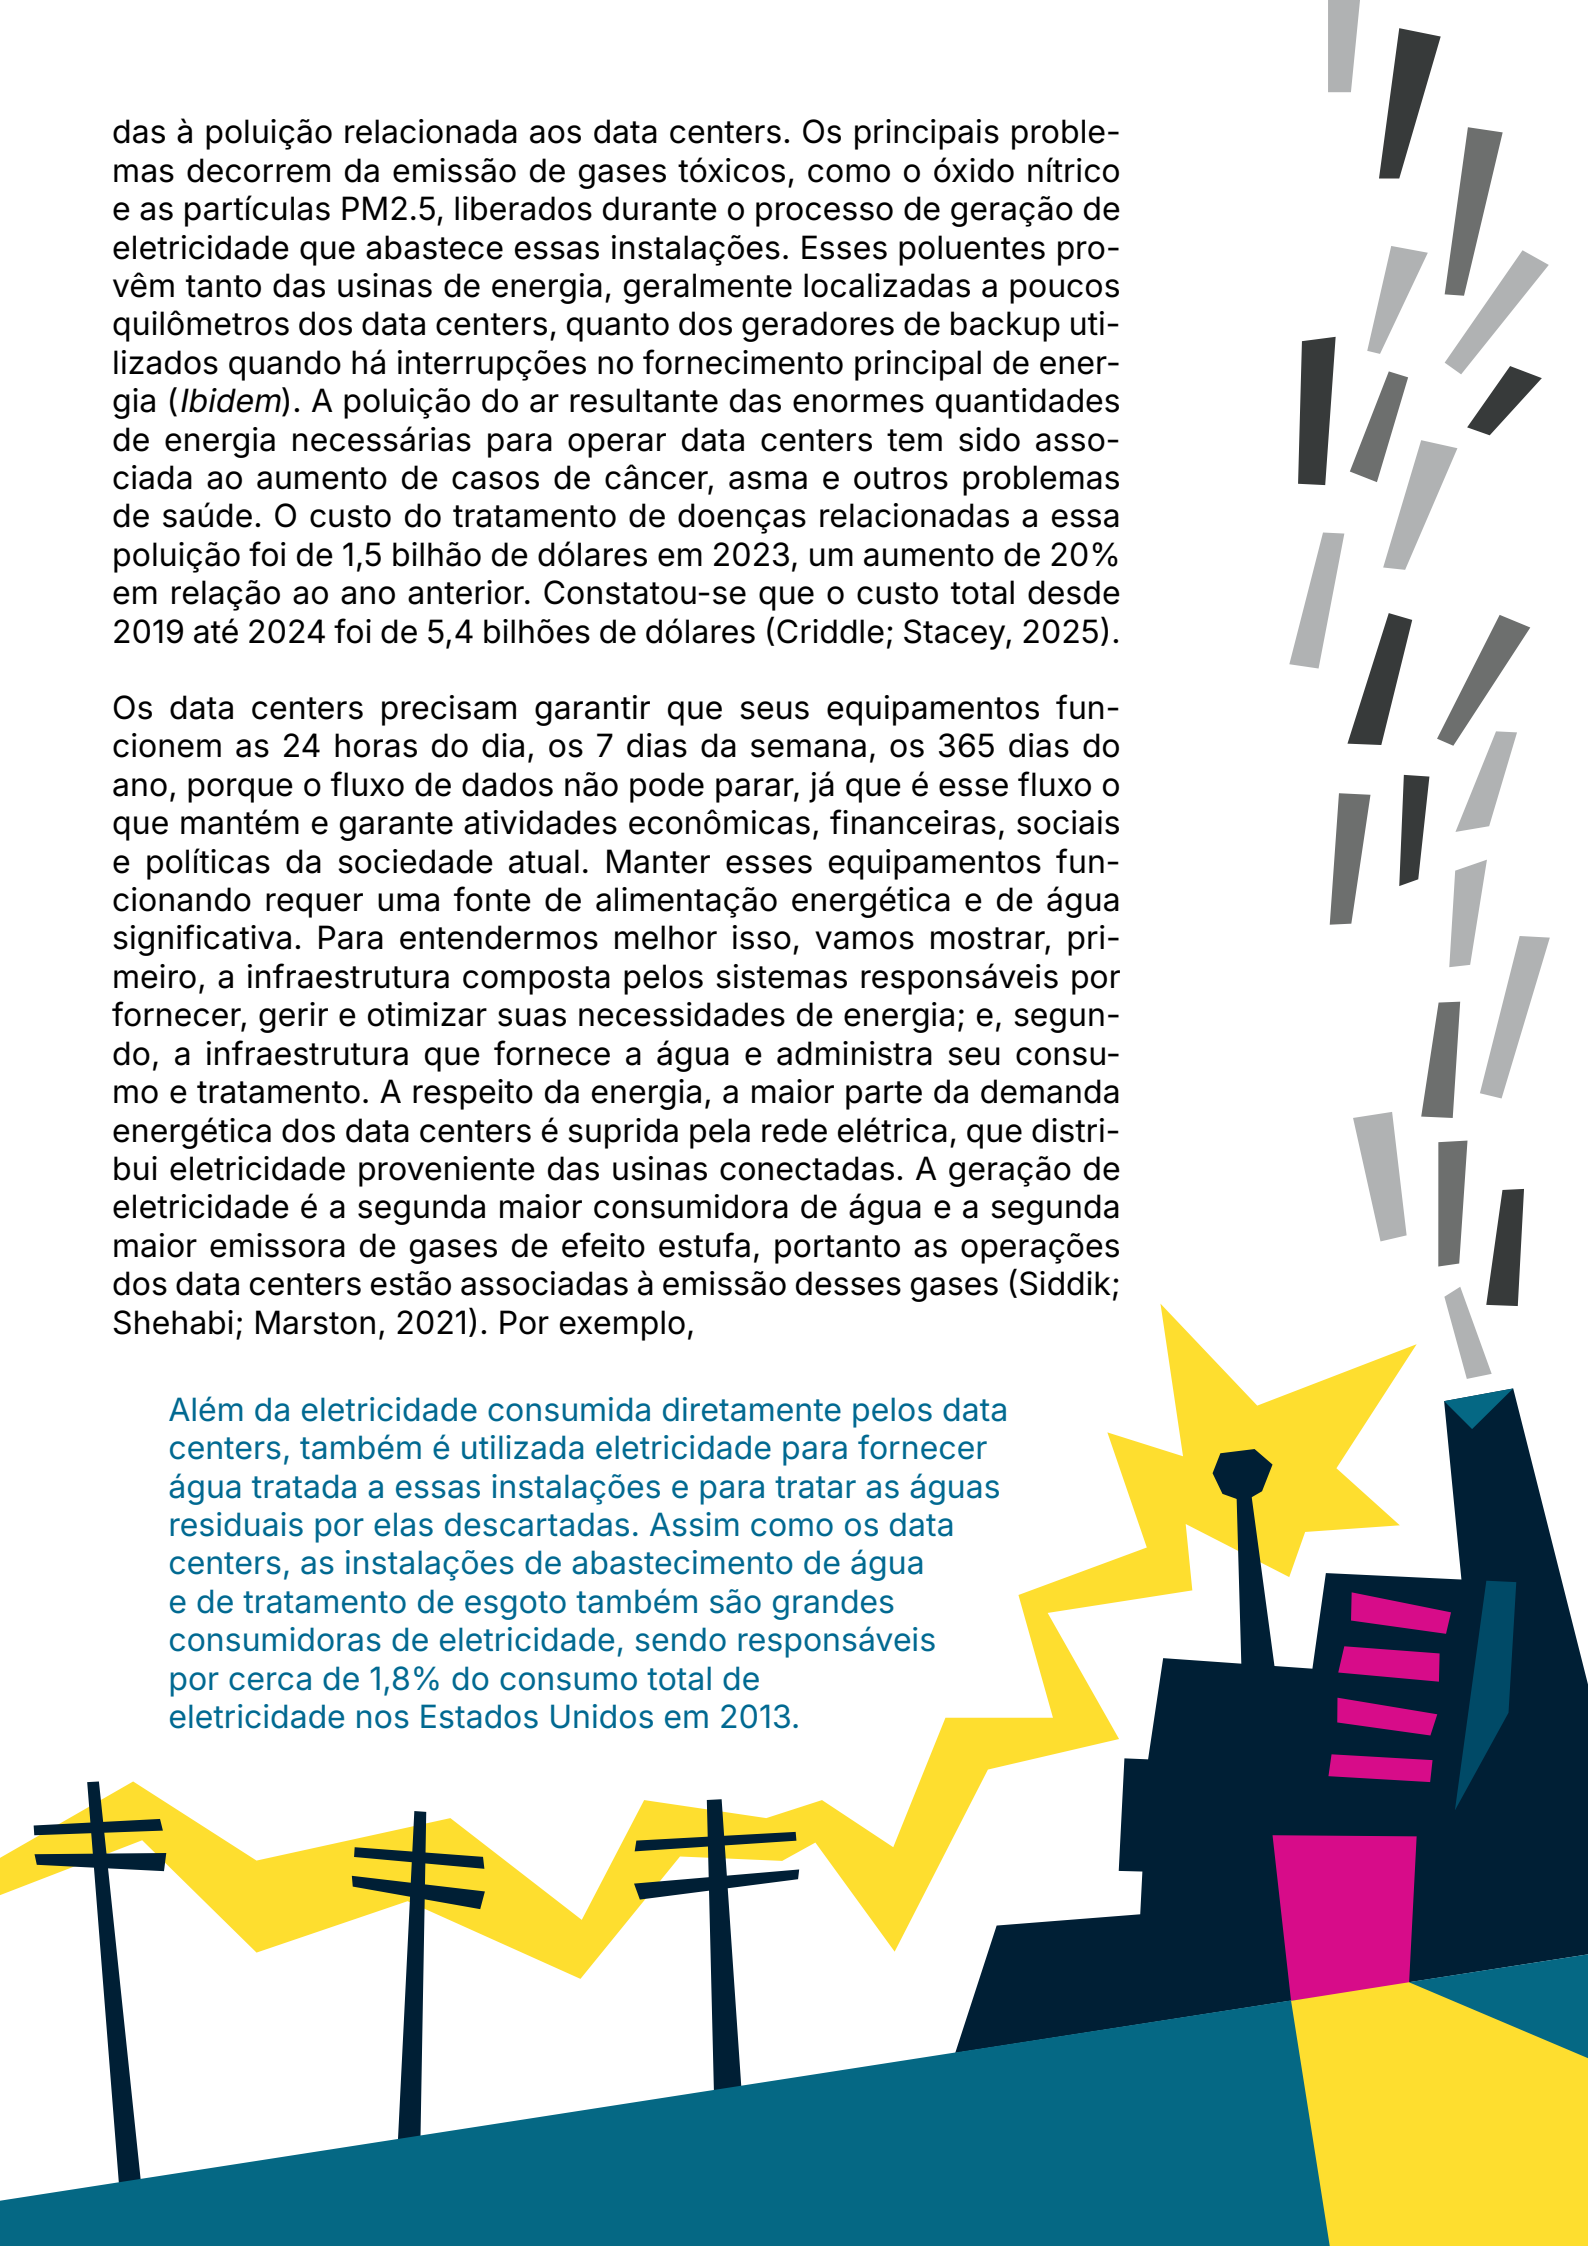 das à poluição relacionada aos data centers. Os principais proble-
mas decorrem da emissão de gases tóxicos, como o óxido nítrico
e as partículas PM2.5, liberados durante o processo de geração de
eletricidade que abastece essas instalações. Esses poluentes pro-
vêm tanto das usinas de energia, geralmente localizadas a poucos
quilômetros dos data centers, quanto dos geradores de backup uti-
lizados quando há interrupções no fornecimento principal de ener-
gia (Ibidem). A poluição do ar resultante das enormes quantidades
de energia necessárias para operar data centers tem sido asso-
ciada ao aumento de casos de câncer, asma e outros problemas
de saúde. O custo do tratamento de doenças relacionadas a essa
poluição foi de 1,5 bilhão de dólares em 2023, um aumento de 20%
em relação ao ano anterior. Constatou-se que o custo total desde
2019 até 2024 foi de 5,4 bilhões de dólares (Criddle; Stacey, 2025).
Os data centers precisam garantir que seus equipamentos fun-
cionem as 24 horas do dia, os 7 dias da semana, os 365 dias do
ano, porque o fluxo de dados não pode parar, já que é esse fluxo o
que mantém e garante atividades econômicas, financeiras, sociais
e políticas da sociedade atual. Manter esses equipamentos fun-
cionando requer uma fonte de alimentação energética e de água
significativa. Para entendermos melhor isso, vamos mostrar, pri-
meiro, a infraestrutura composta pelos sistemas responsáveis por
fornecer, gerir e otimizar suas necessidades de energia; e, segun-
do, a infraestrutura que fornece a água e administra seu consu-
mo e tratamento. A respeito da energia, a maior parte da demanda
energética dos data centers é suprida pela rede elétrica, que distri-
bui eletricidade proveniente das usinas conectadas. A geração de
eletricidade é a segunda maior consumidora de água e a segunda
maior emissora de gases de efeito estufa, portanto as operações
dos data centers estão associadas à emissão desses gases (Siddik;
Shehabi; Marston, 2021). Por exemplo,
Além da eletricidade consumida diretamente pelos data
centers, também é utilizada eletricidade para fornecer
água tratada a essas instalações e para tratar as águas
residuais por elas descartadas. Assim como os data
centers, as instalações de abastecimento de água
e de tratamento de esgoto também são grandes
consumidoras de eletricidade, sendo responsáveis
por cerca de 1,8% do consumo total de
eletricidade nos Estados Unidos em 2013.